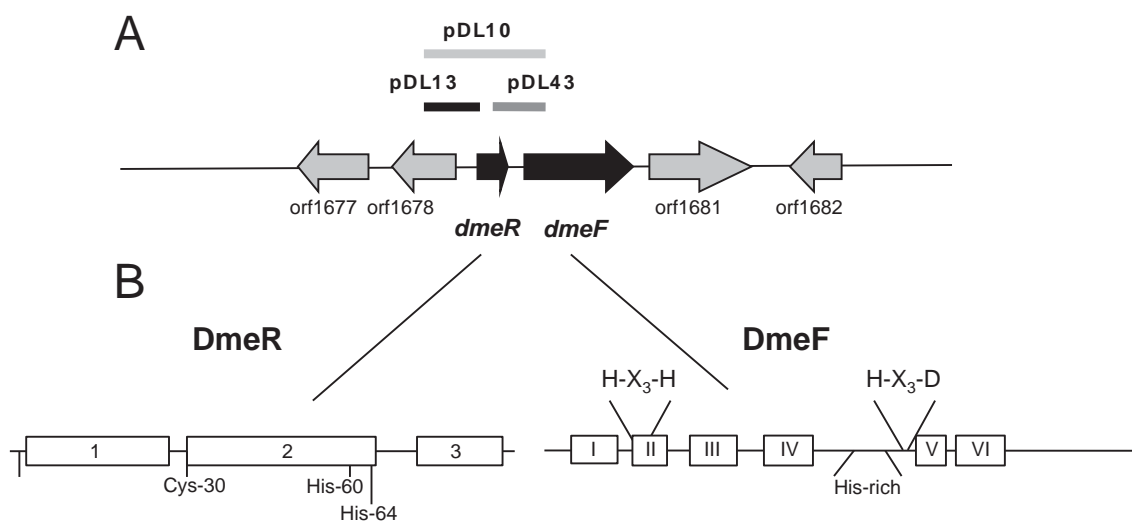 A
pDL10
pDL13 pDL43
orf1677 orf1678 orf1681 orf1682
dmeR dmeF
B
DmeR DmeF
H-X3-H H-X3-D
1 2 3 I II III IV V VI
Cys-30 His-60 His-rich
His-64